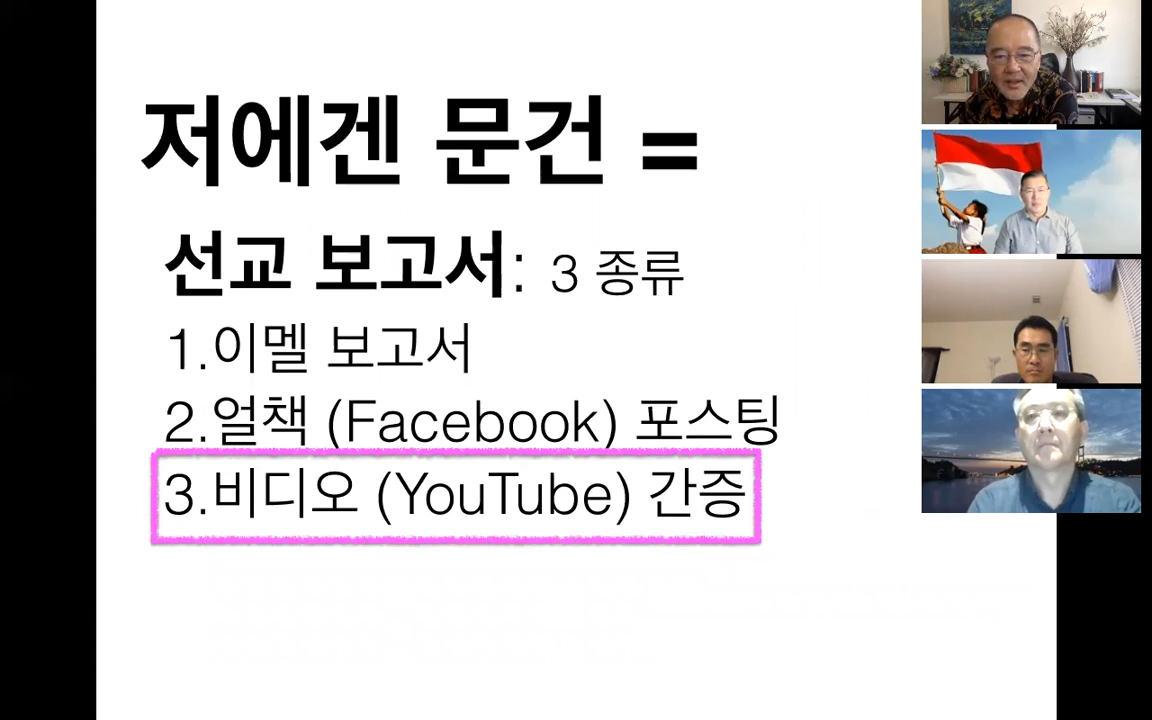 저에겐 문건 =
선교 보고서: 3 종류
1.이멜 보고서
2.얼책 (Facebook) 포스팅
3.비디오 (YouTube) 간증